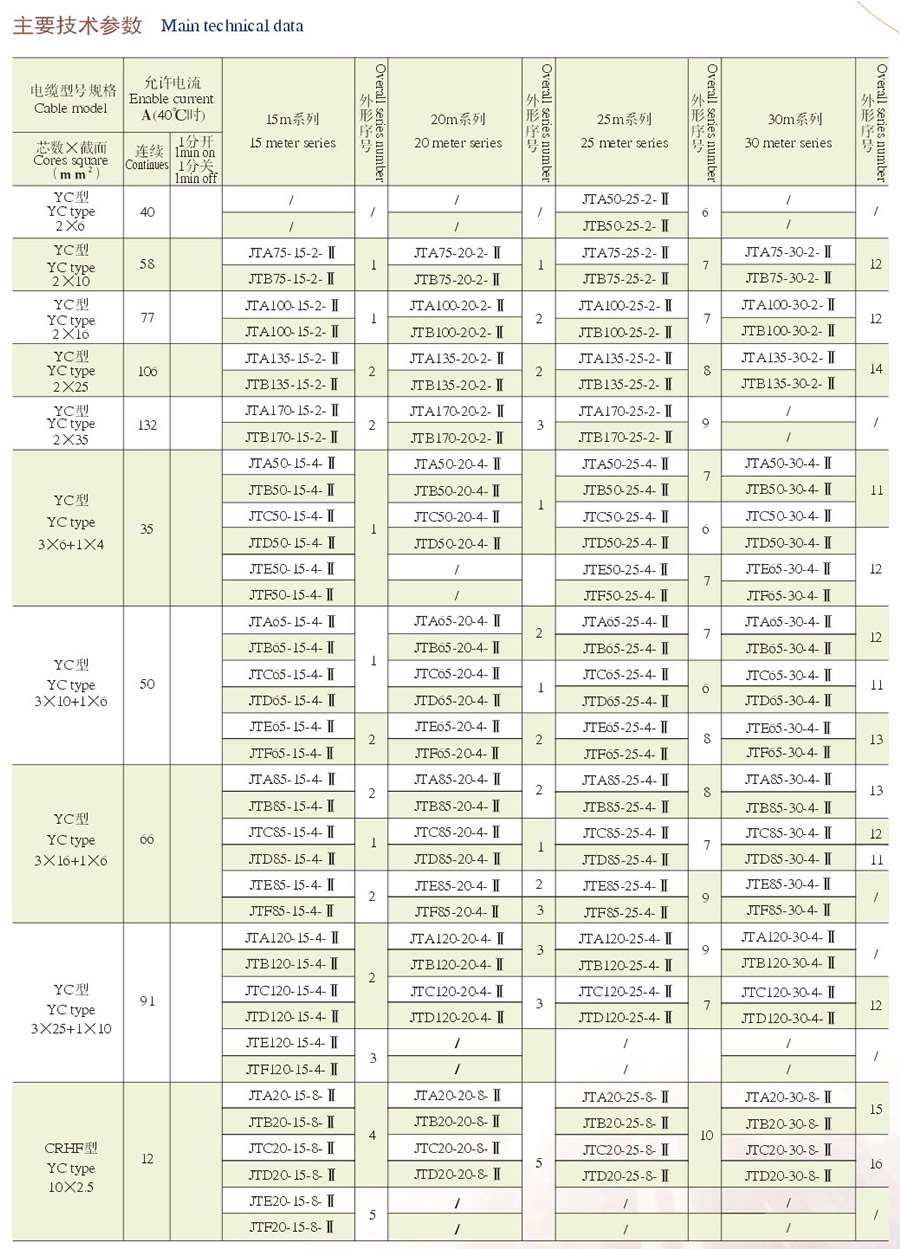 主要技术参数 Main technical data
电缆型号规格
Cable model
允许电流
Enable current
A(40℃时)
芯数×截面
Cores square
(mm²)
连续
Continues
1分开
1min on
1分关
1min off
15m系列
15 meter series
Overall series number
外形序号
20m系列
20 meter series
Overall series number
外形序号
25m系列
25 meter series
Overall series number
外形序号
30m系列
30 meter series
Overall series number
外形序号
YC型
YC type
2×6
40
/ / / / JTA50-25-2-Ⅱ 6 / /
/ / JTB50-25-2-Ⅱ /
YC型
YC type
2×10
58
JTA75-15-2-Ⅱ 1 JTA75-20-2-Ⅱ 1 JTA75-25-2-Ⅱ 7 JTA75-30-2-Ⅱ 12
JTB75-15-2-Ⅱ JTB75-20-2-Ⅱ JTB75-25-2-Ⅱ JTB75-30-2-Ⅱ
YC型
YC type
2×16
77
JTA100-15-2-Ⅱ 1 JTA100-20-2-Ⅱ 2 JTA100-25-2-Ⅱ 7 JTA100-30-2-Ⅱ 12
JTA100-15-2-Ⅱ JTB100-20-2-Ⅱ JTB100-25-2-Ⅱ JTB100-30-2-Ⅱ
YC型
YC type
2×25
106
JTA135-15-2-Ⅱ 2 JTA135-20-2-Ⅱ 2 JTA135-25-2-Ⅱ 8 JTA135-30-2-Ⅱ 14
JTB135-15-2-Ⅱ JTB135-20-2-Ⅱ JTB135-25-2-Ⅱ JTB135-30-2-Ⅱ
YC型
YC type
2×35
132
JTA170-15-2-Ⅱ 2 JTA170-20-2-Ⅱ 3 JTA170-25-2-Ⅱ 9 / /
JTB170-15-2-Ⅱ JTB170-20-2-Ⅱ JTB170-25-2-Ⅱ /
YC型
YC type
3×6+1×4
35
JTA50-15-4-Ⅱ 1 JTA50-20-4-Ⅱ 1 JTA50-25-4-Ⅱ 7 JTA50-30-4-Ⅱ 11
JTB50-15-4-Ⅱ JTB50-20-4-Ⅱ JTB50-25-4-Ⅱ JTB50-30-4-Ⅱ
JTC50-15-4-Ⅱ JTC50-20-4-Ⅱ JTC50-25-4-Ⅱ 6 JTC50-30-4-Ⅱ
JTD50-15-4-Ⅱ JTD50-20-4-Ⅱ JTD50-25-4-Ⅱ JTD50-30-4-Ⅱ 12
JTE50-15-4-Ⅱ / JTE50-25-4-Ⅱ 7 JTE65-30-4-Ⅱ
JTF50-15-4-Ⅱ / JTF50-25-4-Ⅱ JTF65-30-4-Ⅱ
YC型
YC type
3×10+1×6
50
JTA65-15-4-Ⅱ 1 JTA65-20-4-Ⅱ 2 JTA65-25-4-Ⅱ 7 JTA65-30-4-Ⅱ 12
JTB65-15-4-Ⅱ JTB65-20-4-Ⅱ JTB65-25-4-Ⅱ JTB65-30-4-Ⅱ
JTC65-15-4-Ⅱ JTC65-20-4-Ⅱ 1 JTC65-25-4-Ⅱ 6 JTC65-30-4-Ⅱ 11
JTD65-15-4-Ⅱ JTD65-20-4-Ⅱ JTD65-25-4-Ⅱ JTD65-30-4-Ⅱ
JTE65-15-4-Ⅱ 2 JTE65-20-4-Ⅱ 2 JTE65-25-4-Ⅱ 8 JTE65-30-4-Ⅱ 13
JTF65-15-4-Ⅱ JTF65-20-4-Ⅱ JTF65-25-4-Ⅱ JTF65-30-4-Ⅱ
YC型
YC type
3×16+1×6
66
JTA85-15-4-Ⅱ 2 JTA85-20-4-Ⅱ 2 JTA85-25-4-Ⅱ 8 JTA85-30-4-Ⅱ 13
JTB85-15-4-Ⅱ JTB85-20-4-Ⅱ JTB85-25-4-Ⅱ JTB85-30-4-Ⅱ
JTC85-15-4-Ⅱ 1 JTC85-20-4-Ⅱ 1 JTC85-25-4-Ⅱ 7 JTC85-30-4-Ⅱ 12
JTD85-15-4-Ⅱ JTD85-20-4-Ⅱ JTD85-25-4-Ⅱ JTD85-30-4-Ⅱ 11
JTE85-15-4-Ⅱ 2 JTE85-20-4-Ⅱ 2 JTE85-25-4-Ⅱ 9 JTE85-30-4-Ⅱ /
JTF85-15-4-Ⅱ JTF85-20-4-Ⅱ 3 JTF85-25-4-Ⅱ JTF85-30-4-Ⅱ
YC型
YC type
3×25+1×10
91
JTA120-15-4-Ⅱ 2 JTA120-20-4-Ⅱ 3 JTA120-25-4-Ⅱ 9 JTA120-30-4-Ⅱ /
JTB120-15-4-Ⅱ JTB120-20-4-Ⅱ JTB120-25-4-Ⅱ JTB120-30-4-Ⅱ
JTC120-15-4-Ⅱ JTC120-20-4-Ⅱ 3 JTC120-25-4-Ⅱ 7 JTC120-30-4-Ⅱ 12
JTD120-15-4-Ⅱ JTD120-20-4-Ⅱ JTD120-25-4-Ⅱ JTD120-30-4-Ⅱ
JTE120-15-4-Ⅱ 3 / / / /
JTF120-15-4-Ⅱ / / /
CRHF型
YC type
10×2.5
12
JTA20-15-8-Ⅱ 4 JTA20-20-8-Ⅱ 5 JTA20-25-8-Ⅱ 10 JTA20-30-8-Ⅱ 15
JTB20-15-8-Ⅱ JTB20-20-8-Ⅱ JTB20-25-8-Ⅱ JTB20-30-8-Ⅱ
JTC20-15-8-Ⅱ JTC20-20-8-Ⅱ JTC20-25-8-Ⅱ JTC20-30-8-Ⅱ 16
JTD20-15-8-Ⅱ JTD20-20-8-Ⅱ JTD20-25-8-Ⅱ JTD20-30-8-Ⅱ
JTE20-15-8-Ⅱ 5 / / / /
JTF20-15-8-Ⅱ / / /